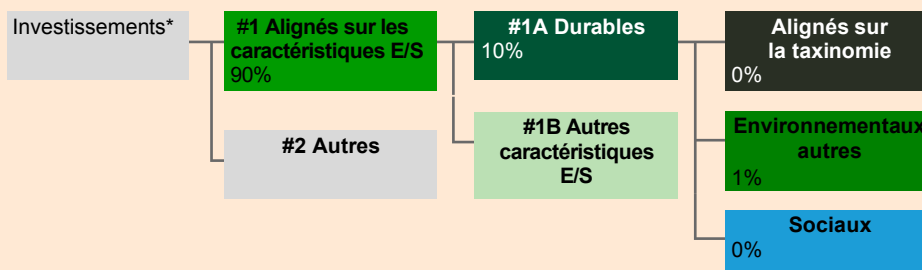 Investissements*
#1 Alignés sur les
caractéristiques E/S
90%
#2 Autres
#1A Durables
10%
#1B Autres
caractéristiques
E/S
Alignés sur
la taxinomie
0%
Environnementaux
autres
1%
Sociaux
0%